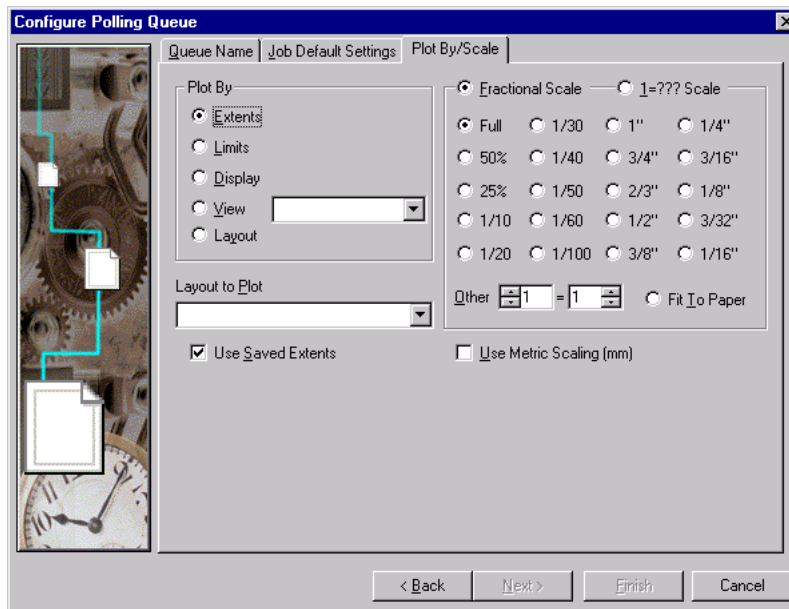 Configure Polling Queue
Queue Name Job Default Settings Plot By/Scale
Plot By
Extents
Limits
Display
View
Layout
Layout to Plot
Use Saved Extents
Fractional Scale 1=??? Scale
Full 1/30 1" 1/4"
50% 1/40 3/4" 3/16"
25% 1/50 2/3" 1/8"
1/10 1/60 1/2" 3/32"
1/20 1/100 3/8" 1/16"
Other 1 = 1 Fit To Paper
Use Metric Scaling (mm)
< Back Next > Finish Cancel